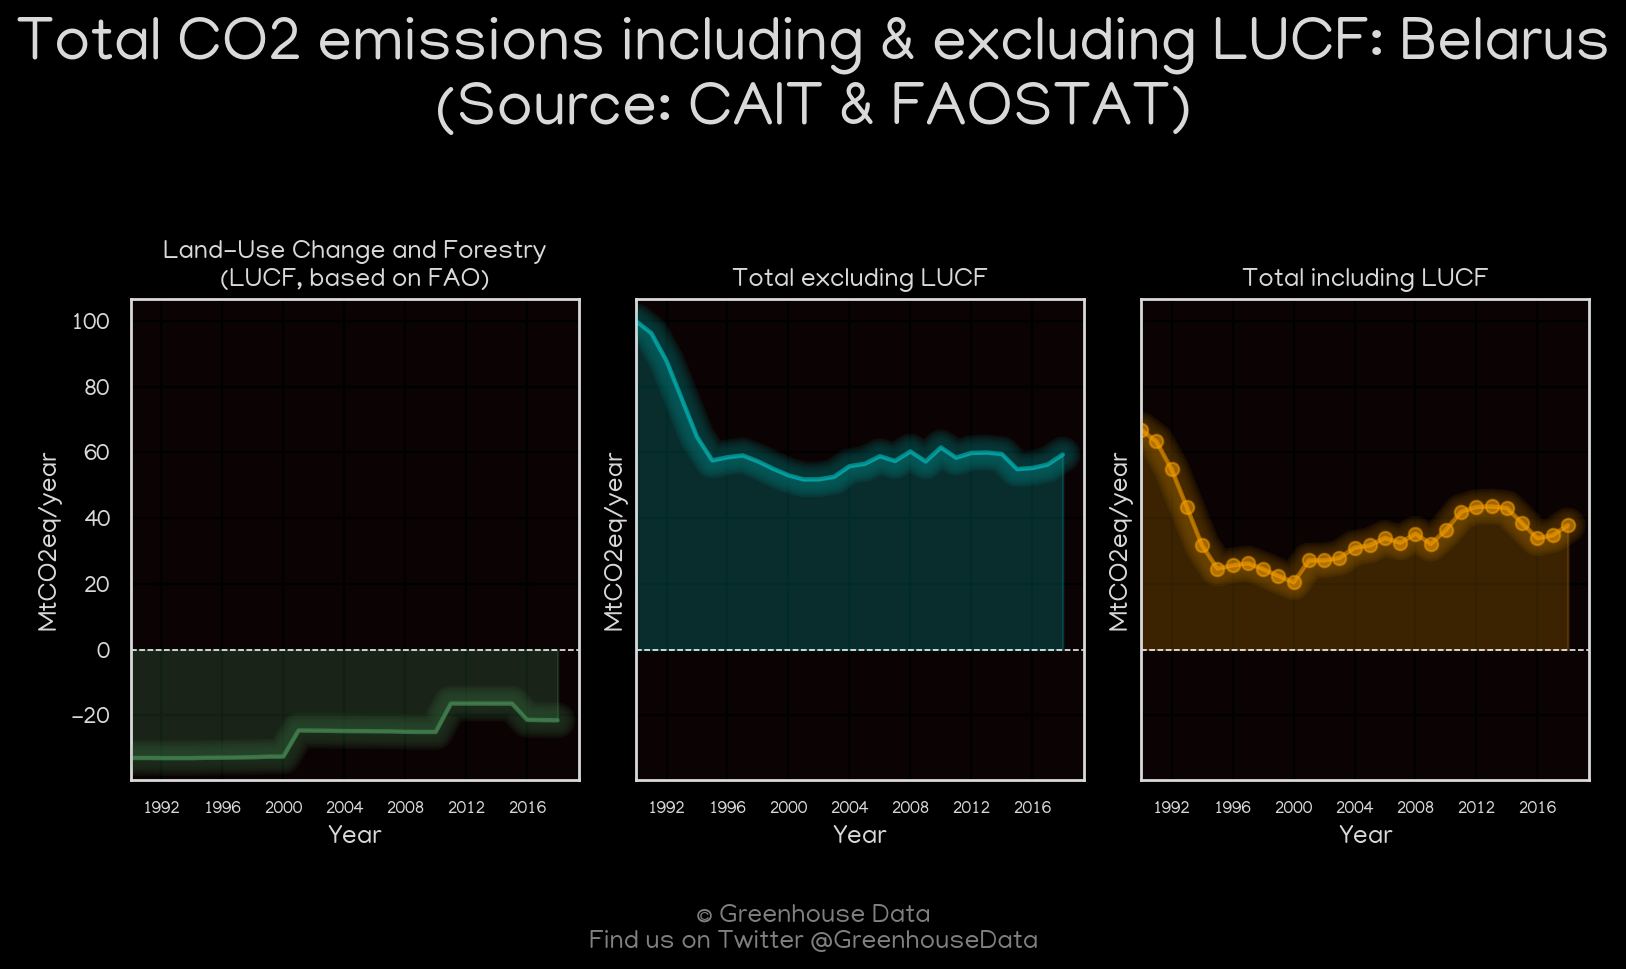 Total CO2 emissions including & excluding LUCF: Belarus
(Source: CAIT & FAOSTAT)
Land-Use Change and Forestry
(LUCF, based on FAO)
Total excluding LUCF
Total including LUCF
100
80
60
40
20
0
-20
MtCO2eq/year
MtCO2eq/year
MtCO2eq/year
1992 1996 2000 2004 2008 2012 2016
1992 1996 2000 2004 2008 2012 2016
1992 1996 2000 2004 2008 2012 2016
Year
Year
Year
© Greenhouse Data
Find us on Twitter @GreenhouseData